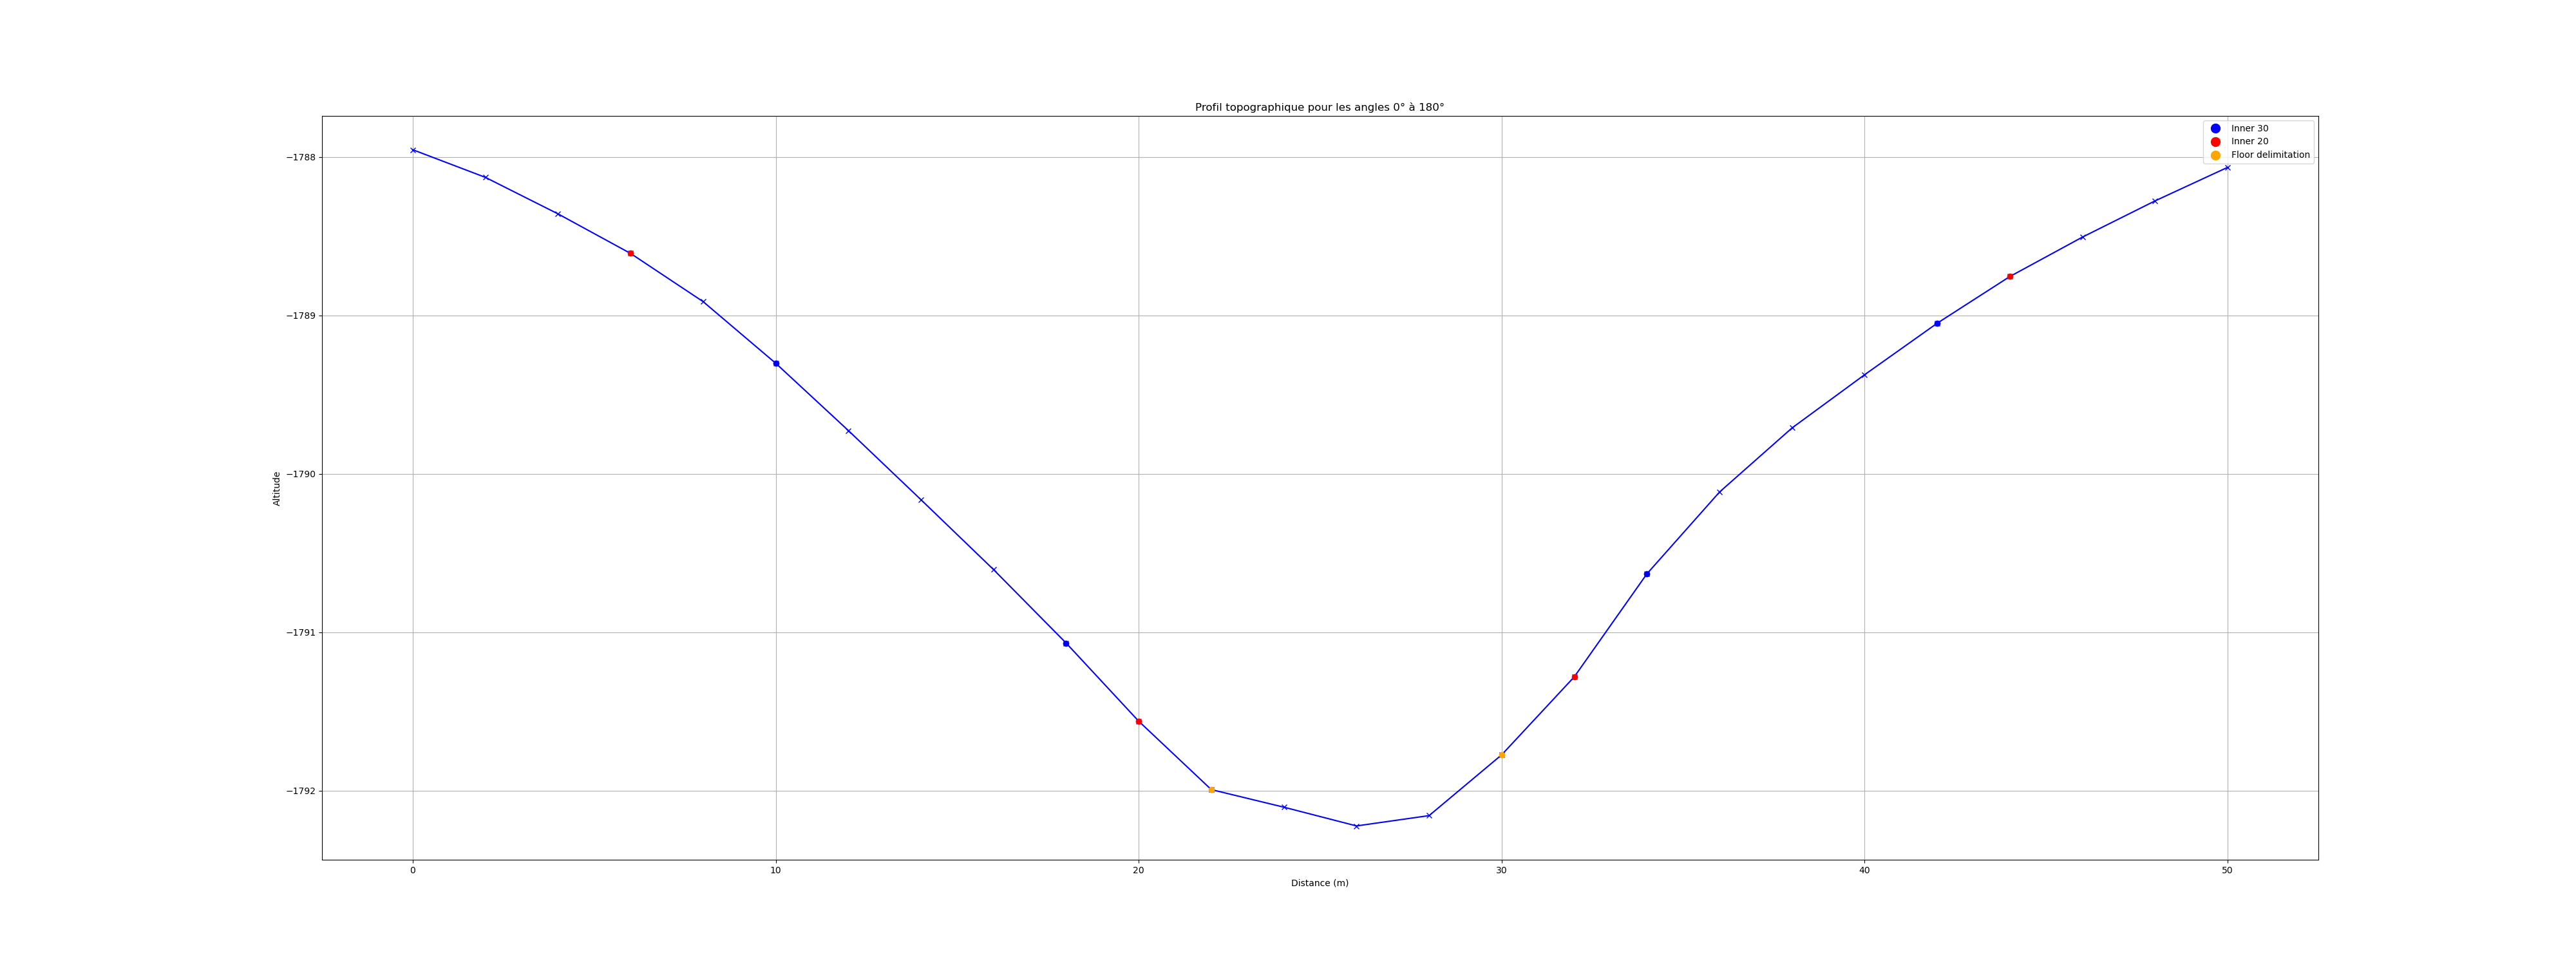 Profil topographique pour les angles 0° à 180°
Inner 30
Inner 20
Floor delimitation
−1788
−1789
−1790
−1791
−1792
Altitude
0 10 20 30 40 50
Distance (m)